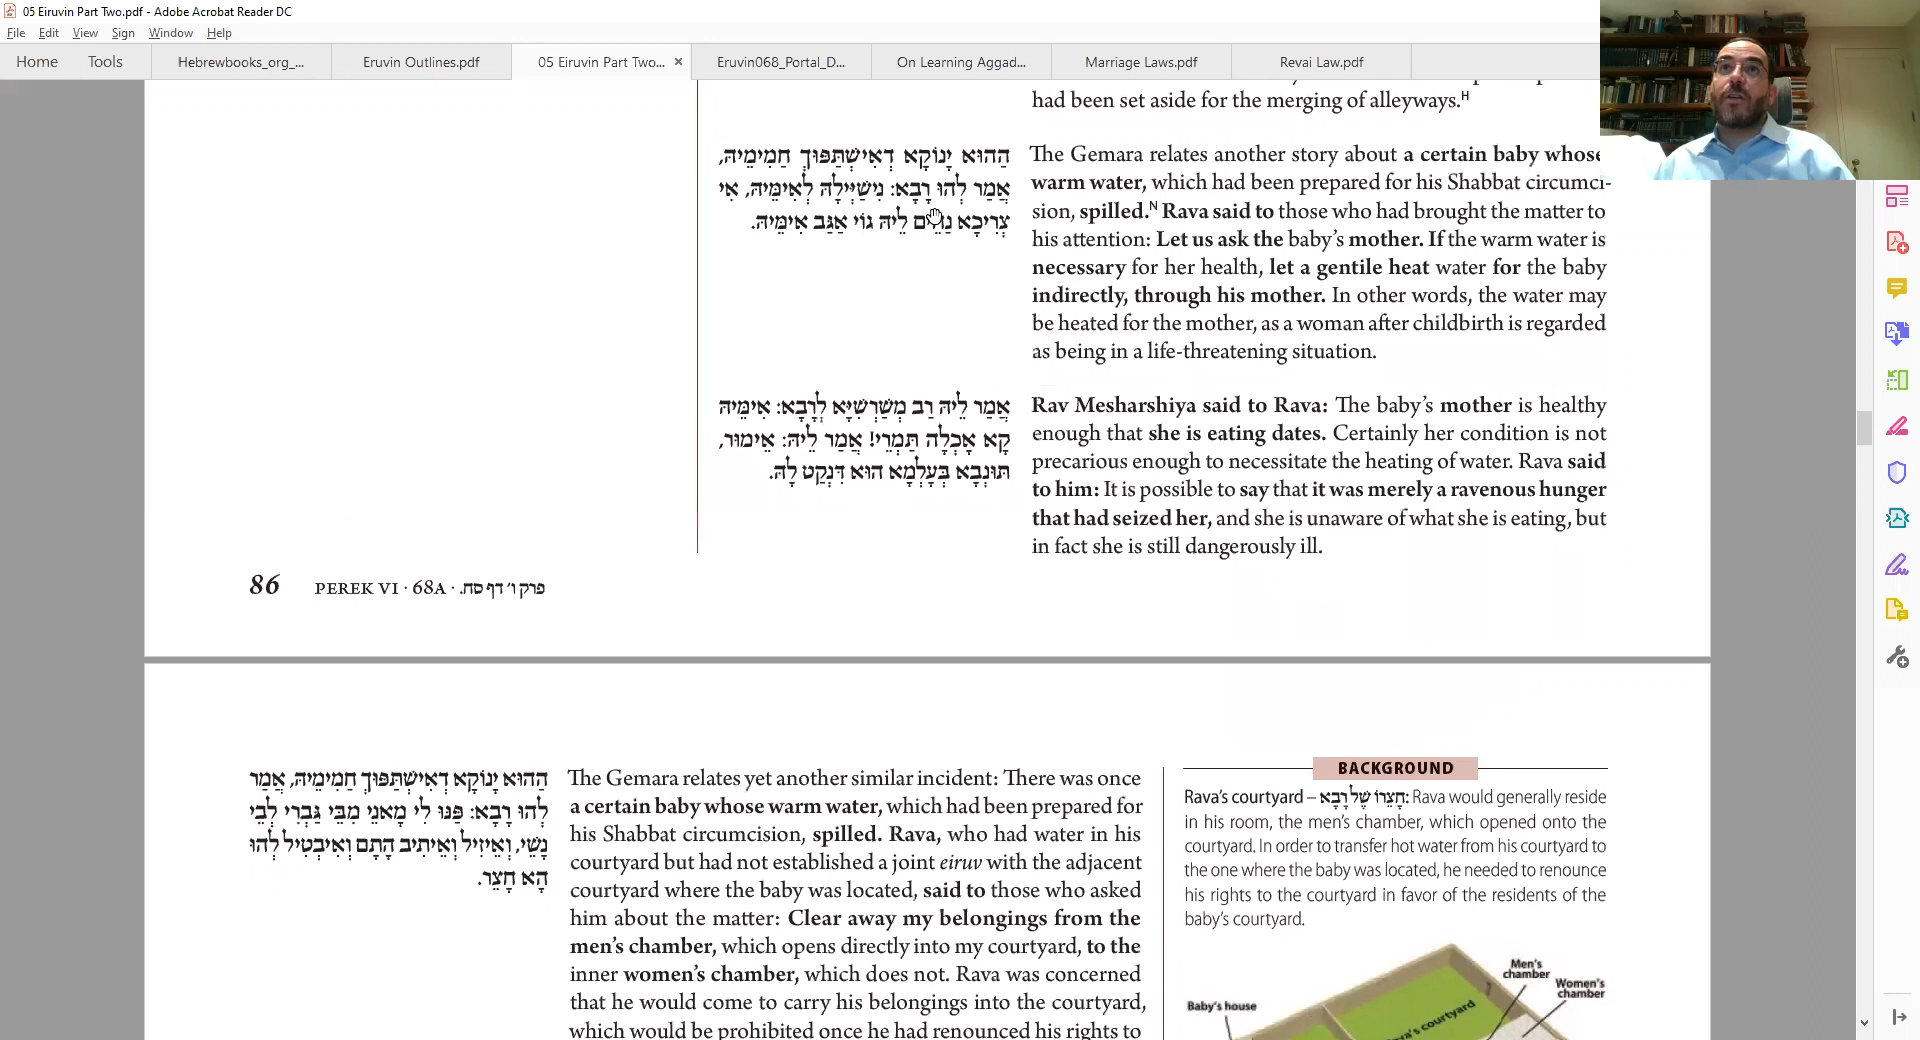 05 Eiruvin Part Two.pdf - Adobe Acrobat Reader DC
File Edit View Sign Window Help
Home Tools Hebrewbooks_org_... Eruvin Outlines.pdf 05 Eiruvin Part Two... × Eruvin068_Portal_D... On Learning Aggad... Marriage Laws.pdf Revai Law.pdf
had been set aside for the merging of alleyways.ᴴ
הַהוּא יָנוֹקָא דְאִישְׁתַּפּוּךְ חַמִימֵיהּ,
אֲמַר לְהוּ רָבָא: נִישַׁיְּילָהּ לְאִימֵּיהּ, אִי
צְרִיכָא נַחֵים לֵיהּ גּוֹי אַגַּב אִימֵּיהּ.
The Gemara relates another story about a certain baby whose
warm water, which had been prepared for his Shabbat circumci-
sion, spilled.ᴺ Rava said to those who had brought the matter to
his attention: Let us ask the baby's mother. If the warm water is
necessary for her health, let a gentile heat water for the baby
indirectly, through his mother. In other words, the water may
be heated for the mother, as a woman after childbirth is regarded
as being in a life-threatening situation.
אֲמַר לֵיהּ רַב מְשַׁרְשִׁיָּא לְרָבָא: אִימֵּיהּ
קָא אָכְלָה תַּמְרֵי! אֲמַר לֵיהּ: אֵימוּר,
תּוּנְבָא בְּעָלְמָא הוּא דִּנְקַט לָהּ.
Rav Mesharshiya said to Rava: The baby's mother is healthy
enough that she is eating dates. Certainly her condition is not
precarious enough to necessitate the heating of water. Rava said
to him: It is possible to say that it was merely a ravenous hunger
that had seized her, and she is unaware of what she is eating, but
in fact she is still dangerously ill.
86 PEREK VI · 68A · פרק ו׳ דף סח.
הַהוּא יָנוֹקָא דְאִישְׁתַּפּוּךְ חַמִימֵיהּ, אֲמַר
לְהוּ רָבָא: פַּנּוּ לִי מָאנֵי מִבֵּי גַּבְרֵי לְבֵי
נָשֵׁי, וְאֵיזִיל וְאֵיתִיב הָתָם וְאִיבְטִיל לְהוּ
הָא חָצֵר.
The Gemara relates yet another similar incident: There was once
a certain baby whose warm water, which had been prepared for
his Shabbat circumcision, spilled. Rava, who had water in his
courtyard but had not established a joint eiruv with the adjacent
courtyard where the baby was located, said to those who asked
him about the matter: Clear away my belongings from the
men's chamber, which opens directly into my courtyard, to the
inner women's chamber, which does not. Rava was concerned
that he would come to carry his belongings into the courtyard,
which would be prohibited once he had renounced his rights to
BACKGROUND
Rava's courtyard – חֲצֵרוֹ שֶׁל רָבָא: Rava would generally reside
in his room, the men's chamber, which opened onto the
courtyard. In order to transfer hot water from his courtyard to
the one where the baby was located, he needed to renounce
his rights to the courtyard in favor of the residents of the
baby's courtyard.
Men's
chamber
Women's
chamber
Baby's house
Rava's courtyard